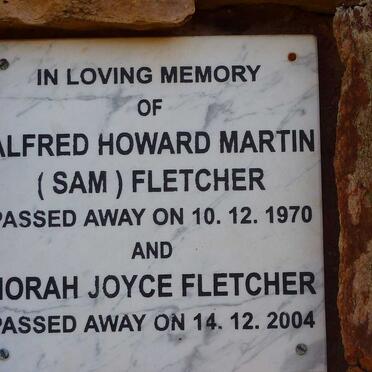 IN LOVING MEMORY
OF
ALFRED HOWARD MARTIN
( SAM ) FLETCHER
PASSED AWAY ON 10. 12. 1970
AND
NORAH JOYCE FLETCHER
PASSED AWAY ON 14. 12. 2004